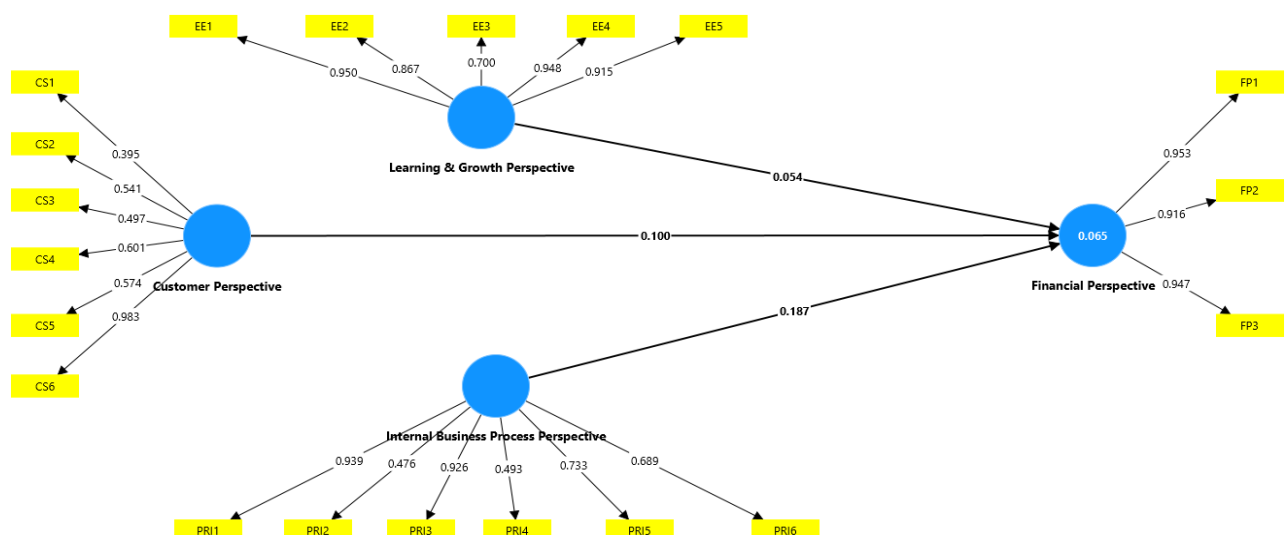 EE1
EE2
EE3
EE4
EE5
0.950
0.867
0.700
0.948
0.915
Learning & Growth Perspective
CS1
CS2
CS3
CS4
CS5
CS6
0.395
0.541
0.497
0.601
0.574
0.983
Customer Perspective
0.054
0.100
0.187
0.065
Financial Perspective
FP1
FP2
FP3
0.953
0.916
0.947
Internal Business Process Perspective
0.939
0.476
0.926
0.493
0.733
0.689
PRI1
PRI2
PRI3
PRI4
PRI5
PRI6